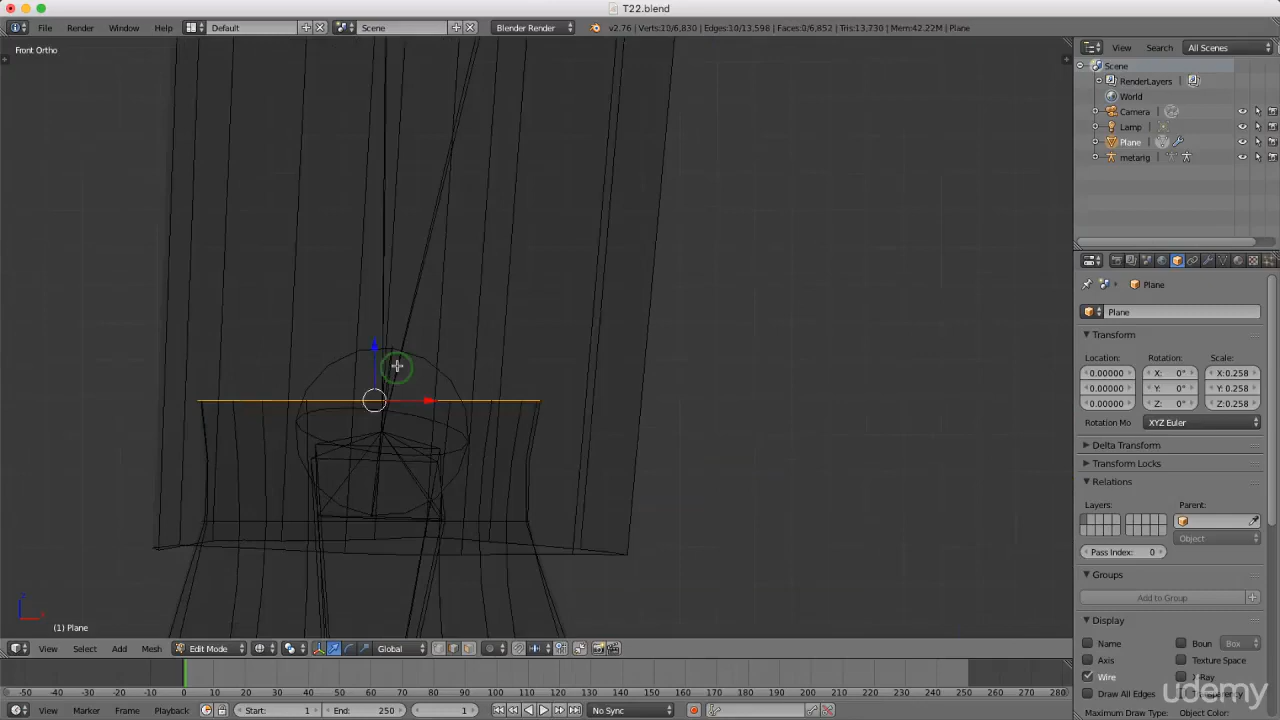 T22.blend
File Render Window Help Default Scene Blender Render v2.76 | Verts:10/6,830 | Edges:10/13,598 | Faces:0/6,852 | Tris:13,730 | Mem:42.22M | Plane
Front Ortho
View Search All Scenes
Scene
RenderLayers
World
Camera
Lamp
Plane
metarig
Plane
Plane
Transform
Location: Rotation: Scale:
0.00000 X: 0° X:0.258
0.00000 Y: 0° Y:0.258
0.00000 Z: 0° Z:0.258
Rotation Mo XYZ Euler
Delta Transform
Transform Locks
Relations
Layers: Parent:
Object
Pass Index: 0
Groups
Add to Group
Display
Name Boun Box
Axis Texture Space
Wire X-Ray
Draw All Edges Transparency
Maximum Draw Type: Object Color:
(1) Plane
View Select Add Mesh Edit Mode Global
-50 -40 -30 -20 -10 0 10 20 30 40 50 60 70 80 90 100 110 120 130 140 150 160 170 180 190 200 210 220 230 240 250 260 270 280
View Marker Frame Playback Start: 1 End: 250 1 No Sync
udemy